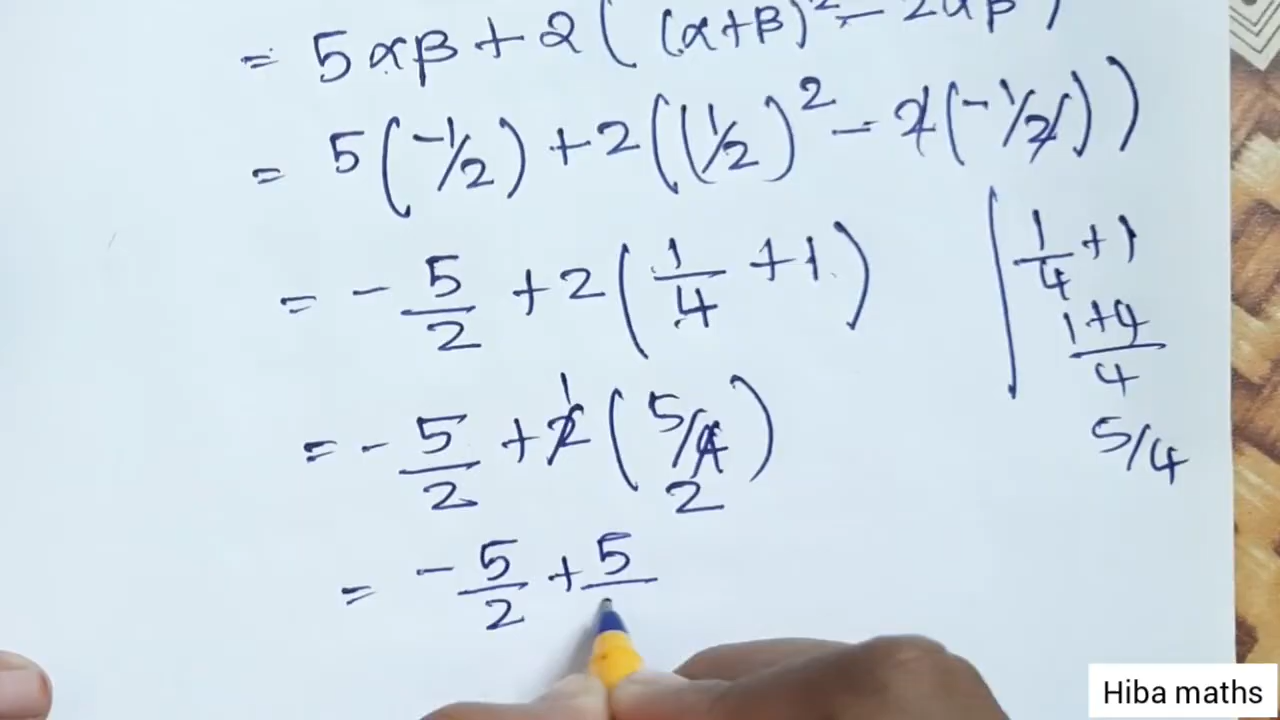 = 5αβ + 2((α+β)² - 2αβ)
= 5(-1/2) + 2((1/2)² - 2(-1/2))
= - 5/2 + 2(1/4 + 1)
1/4 + 1
1+4/4
5/4
= - 5/2 + 2 1 (5/4 2)
= - 5/2 + 5
Hiba maths